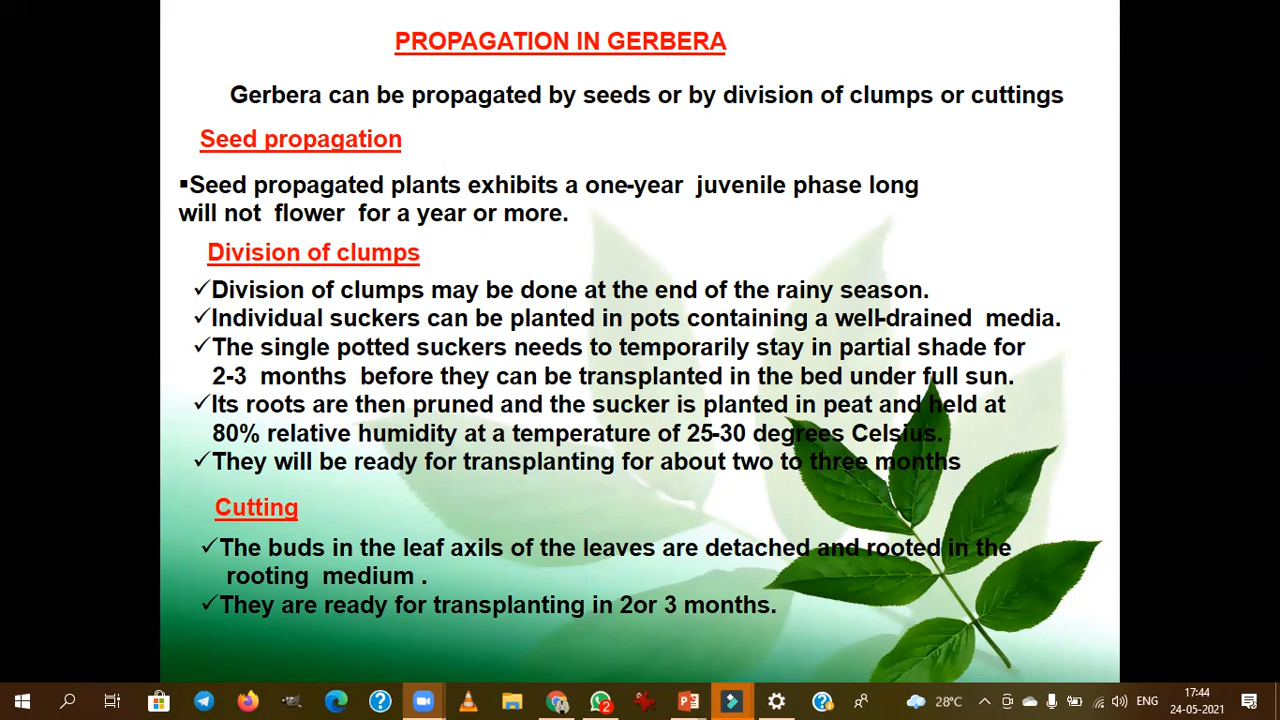 PROPAGATION IN GERBERA
Gerbera can be propagated by seeds or by division of clumps or cuttings
Seed propagation
▪Seed propagated plants exhibits a one-year juvenile phase long
will not flower for a year or more.
Division of clumps
✓Division of clumps may be done at the end of the rainy season.
✓Individual suckers can be planted in pots containing a well-drained media.
✓The single potted suckers needs to temporarily stay in partial shade for
2-3 months before they can be transplanted in the bed under full sun.
✓Its roots are then pruned and the sucker is planted in peat and held at
80% relative humidity at a temperature of 25-30 degrees Celsius.
✓They will be ready for transplanting for about two to three months
Cutting
✓The buds in the leaf axils of the leaves are detached and rooted in the
rooting medium .
✓They are ready for transplanting in 2or 3 months.
2
28°C
ENG
17:44
24-05-2021